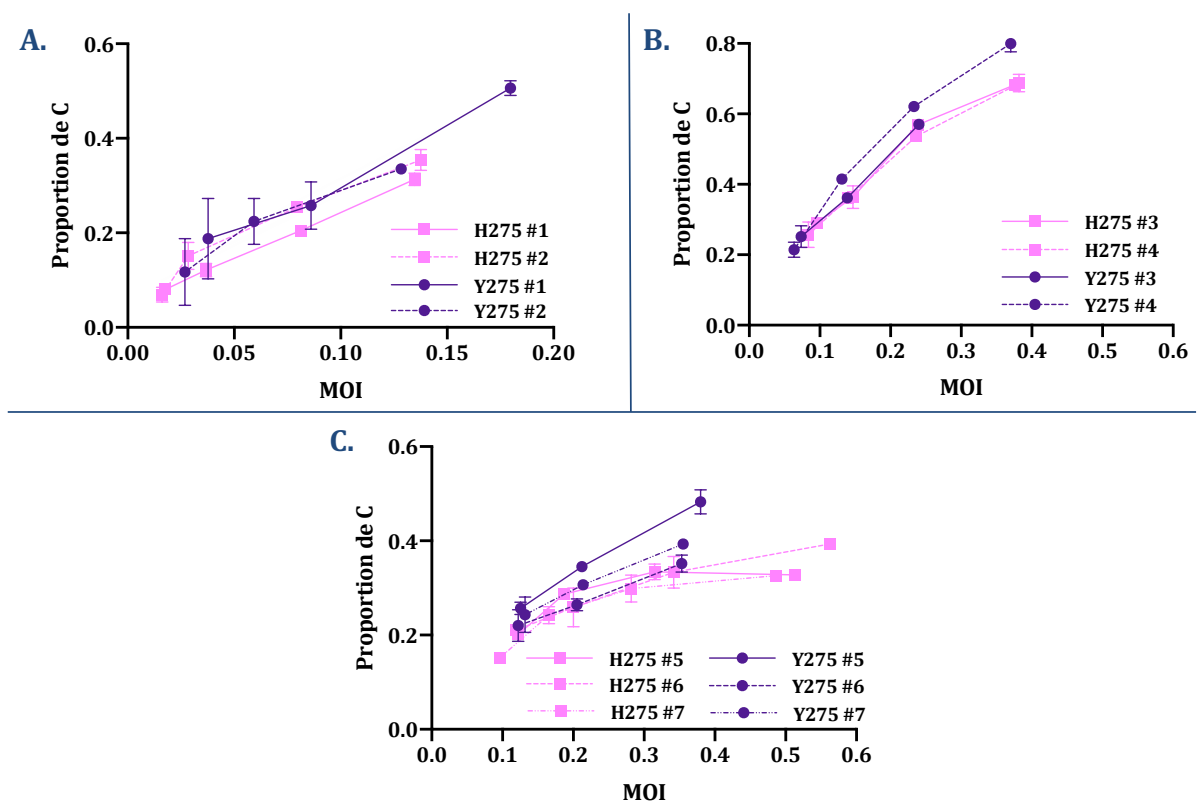 A.
Proportion de C
0.6
0.4
0.2
0.0
0.00 0.05 0.10 0.15 0.20
MOI
H275 #1
H275 #2
Y275 #1
Y275 #2
B.
Proportion de C
0.8
0.6
0.4
0.2
0.0
0.0 0.1 0.2 0.3 0.4 0.5 0.6
MOI
H275 #3
H275 #4
Y275 #3
Y275 #4
C.
Proportion de C
0.6
0.4
0.2
0.0
0.0 0.1 0.2 0.3 0.4 0.5 0.6
MOI
H275 #5 Y275 #5
H275 #6 Y275 #6
H275 #7 Y275 #7